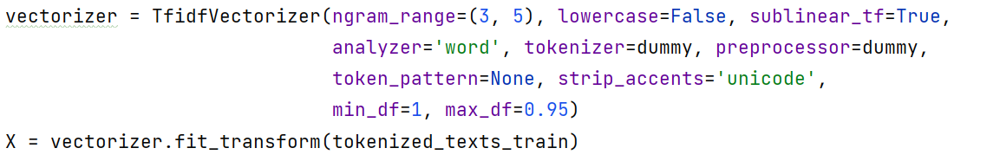 vectorizer = TfidfVectorizer(ngram_range=(3, 5), lowercase=False, sublinear_tf=True,
                             analyzer='word', tokenizer=dummy, preprocessor=dummy,
                             token_pattern=None, strip_accents='unicode',
                             min_df=1, max_df=0.95)
X = vectorizer.fit_transform(tokenized_texts_train)